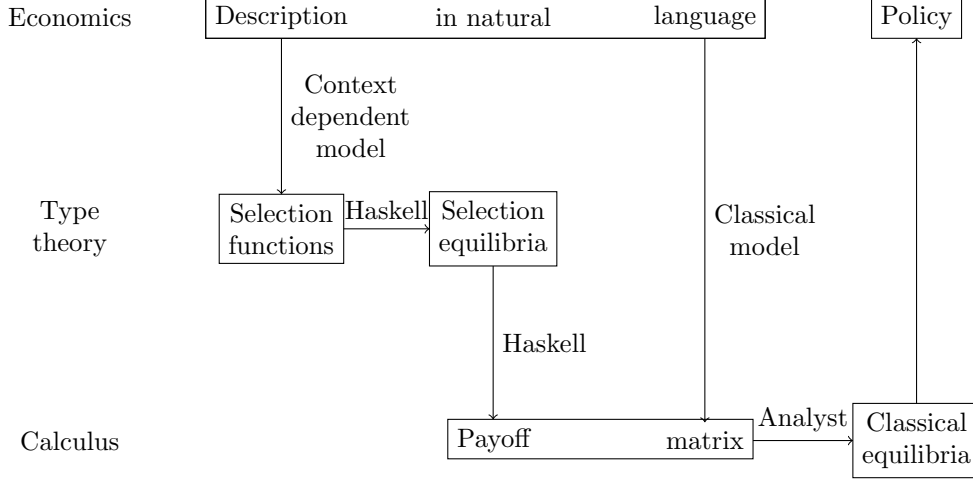 Economics
Description in natural language
Policy
Context
dependent
model
Type
theory
Selection
functions
Haskell
Selection
equilibria
Classical
model
Haskell
Calculus
Payoff matrix
Analyst
Classical
equilibria